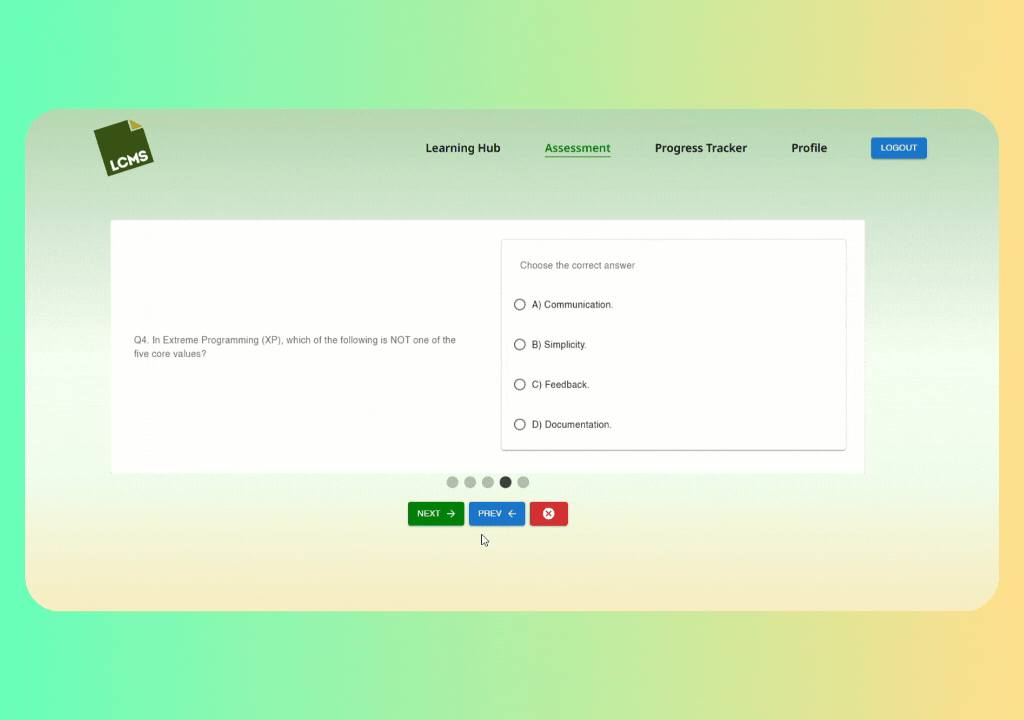 LCMS
Learning Hub
Assessment
Progress Tracker
Profile
LOGOUT
Q4. In Extreme Programming (XP), which of the following is NOT one of the
five core values?
Choose the correct answer
A) Communication.
B) Simplicity.
C) Feedback.
D) Documentation.
NEXT
PREV